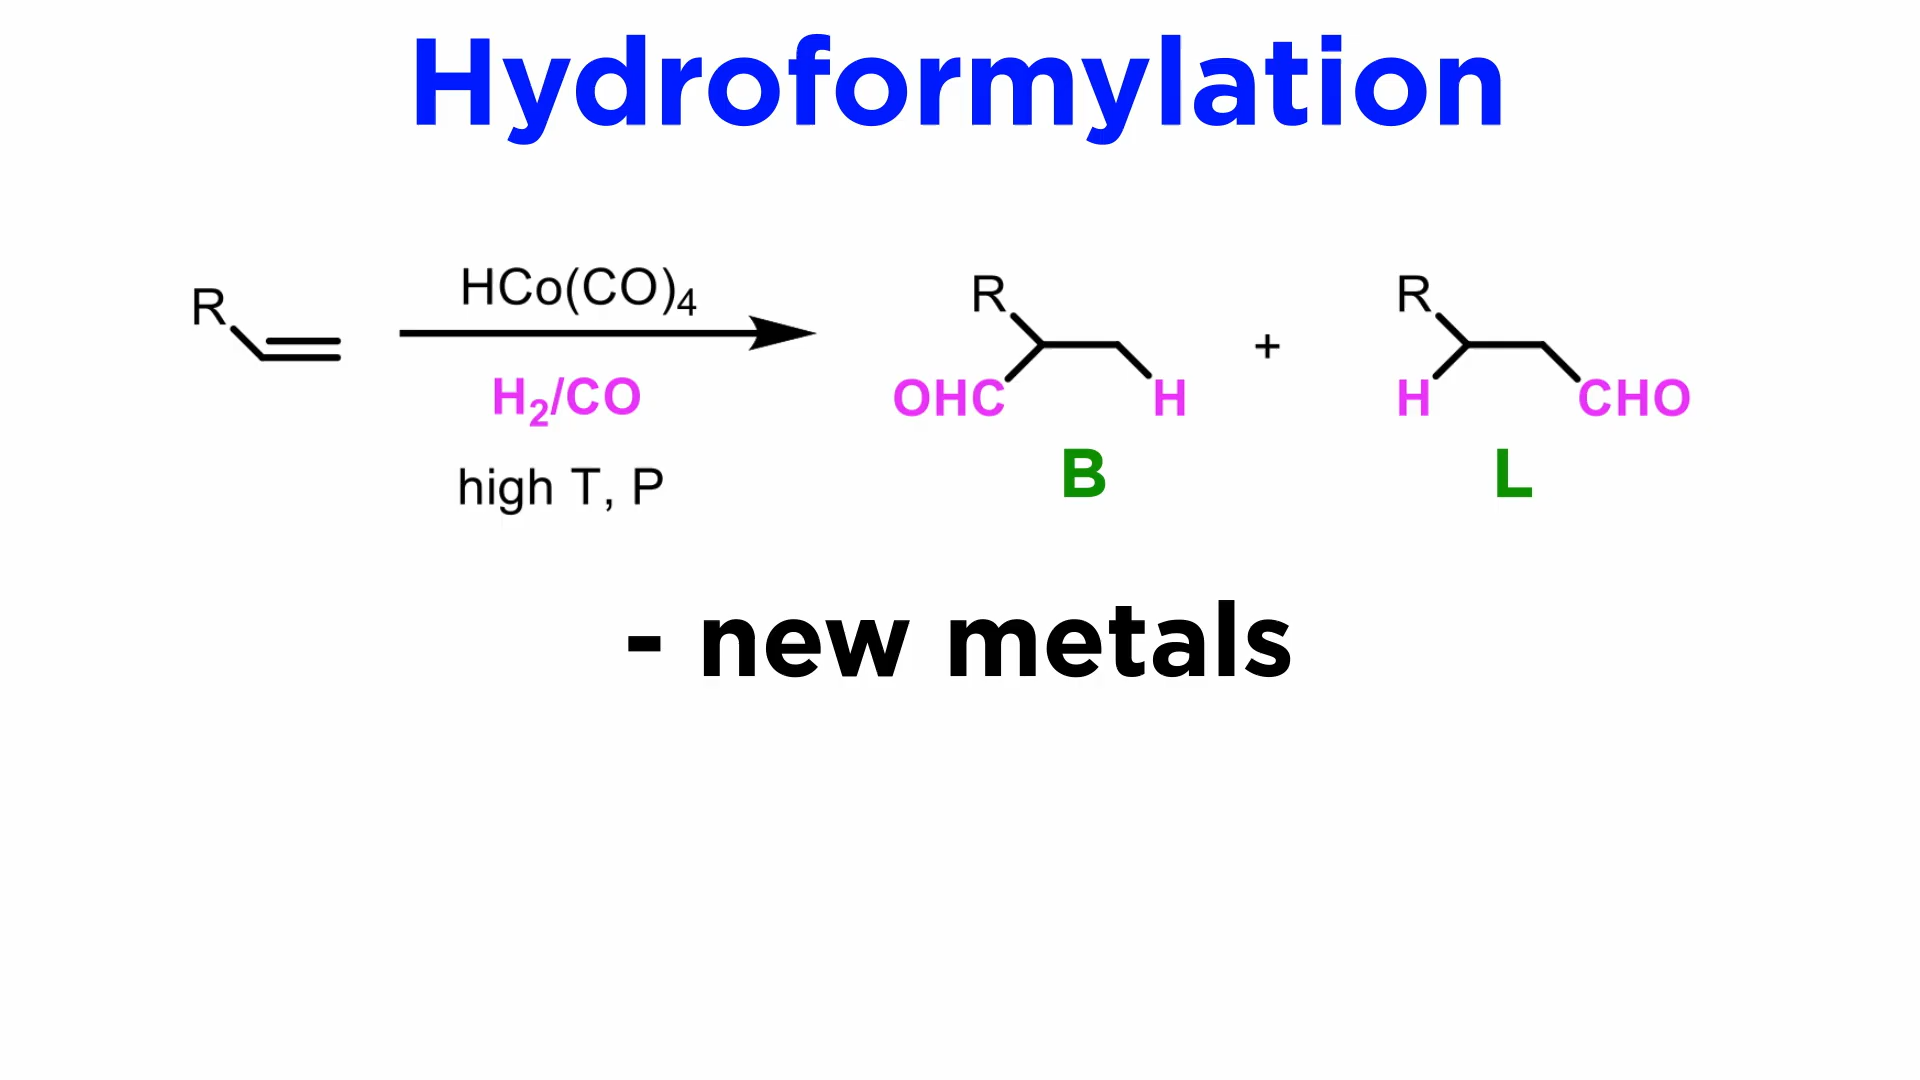 Hydroformylation
R
HCo(CO)4
H2/CO
high T, P
R
OHC
H
B
+
R
H
CHO
L
- new metals